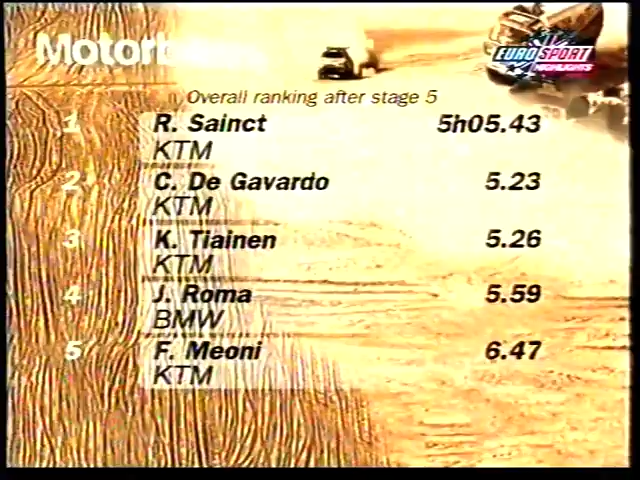 EUROSPORT
HIGHLIGHTS
Overall ranking after stage 5
1 R. Sainct 5h05.43
KTM
2 C. De Gavardo 5.23
KTM
3 K. Tiainen 5.26
KTM
4 J. Roma 5.59
BMW
5 F. Meoni 6.47
KTM